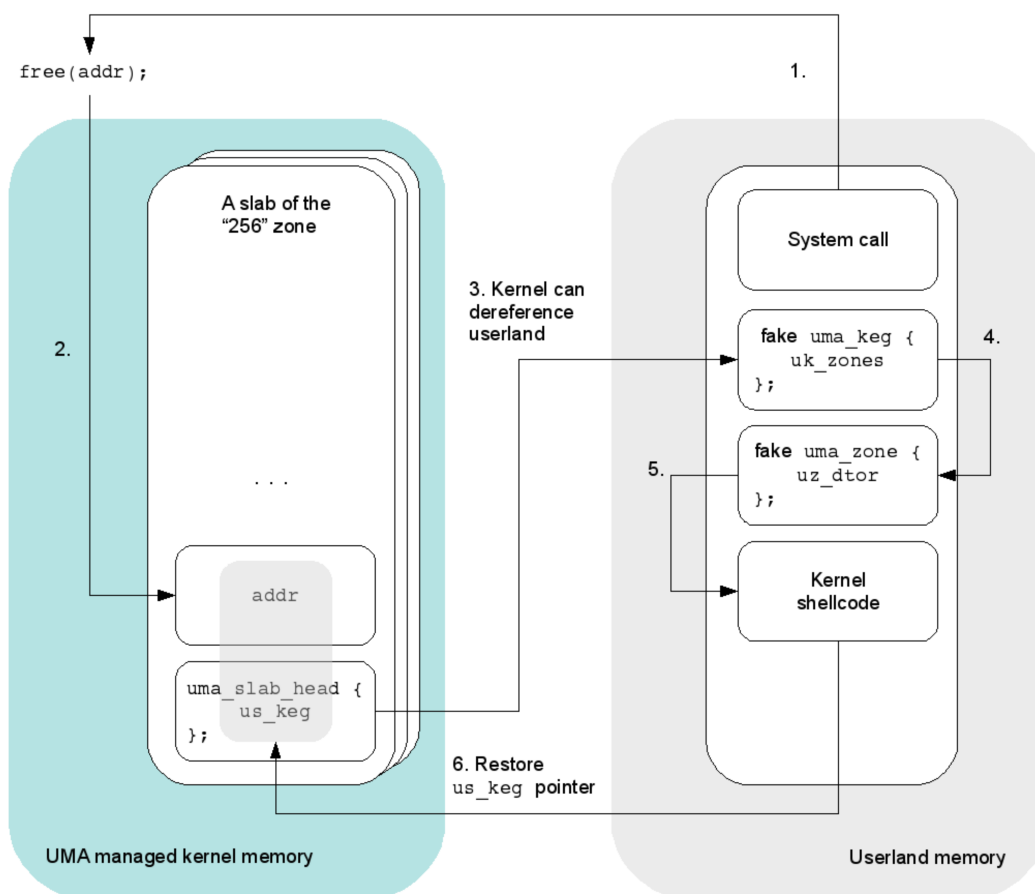 free(addr);
1.
A slab of the
“256” zone
System call
3. Kernel can
dereference
userland
2.
fake uma_keg {
uk_zones
};
4.
fake uma_zone {
uz_dtor
};
5.
...
addr
Kernel
shellcode
uma_slab_head {
us_keg
};
6. Restore
us_keg pointer
UMA managed kernel memory
Userland memory